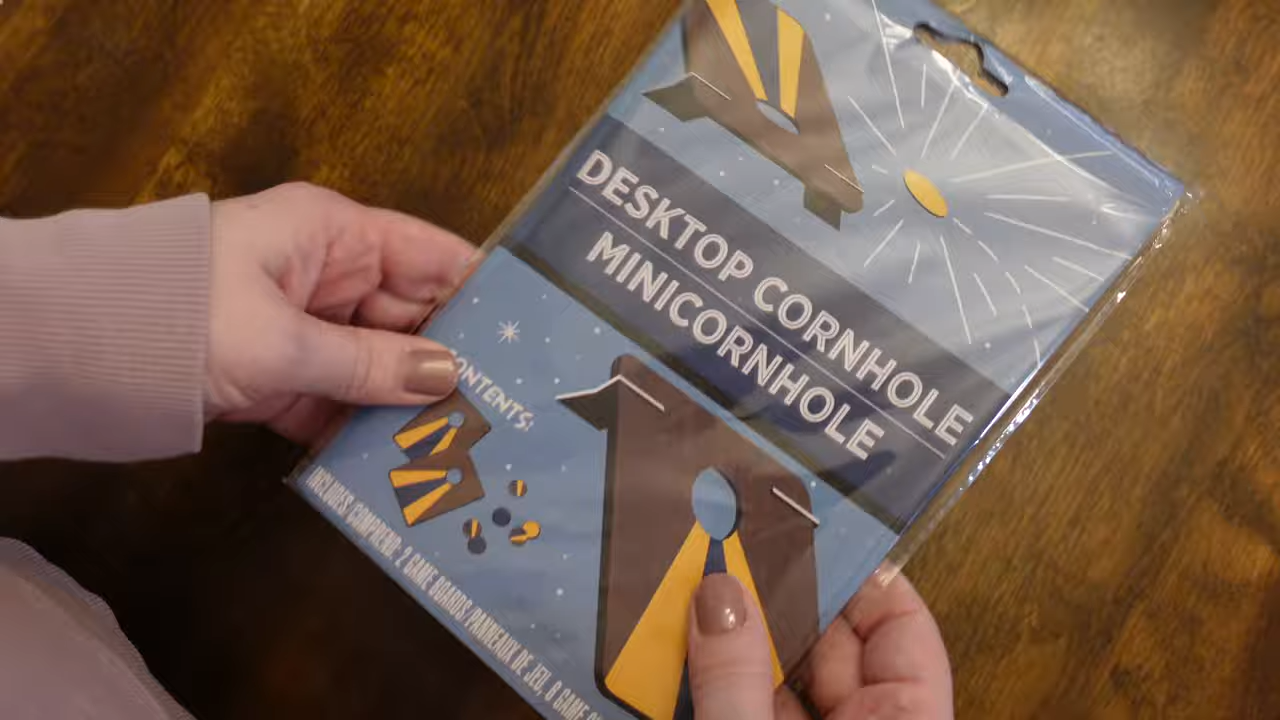 DESKTOP CORNHOLE
MINICORNHOLE
CONTENTS:
INCLUDES/COMPREND: 2 GAME BOARDS/PANNEAUX DE JEU, 6 GAME